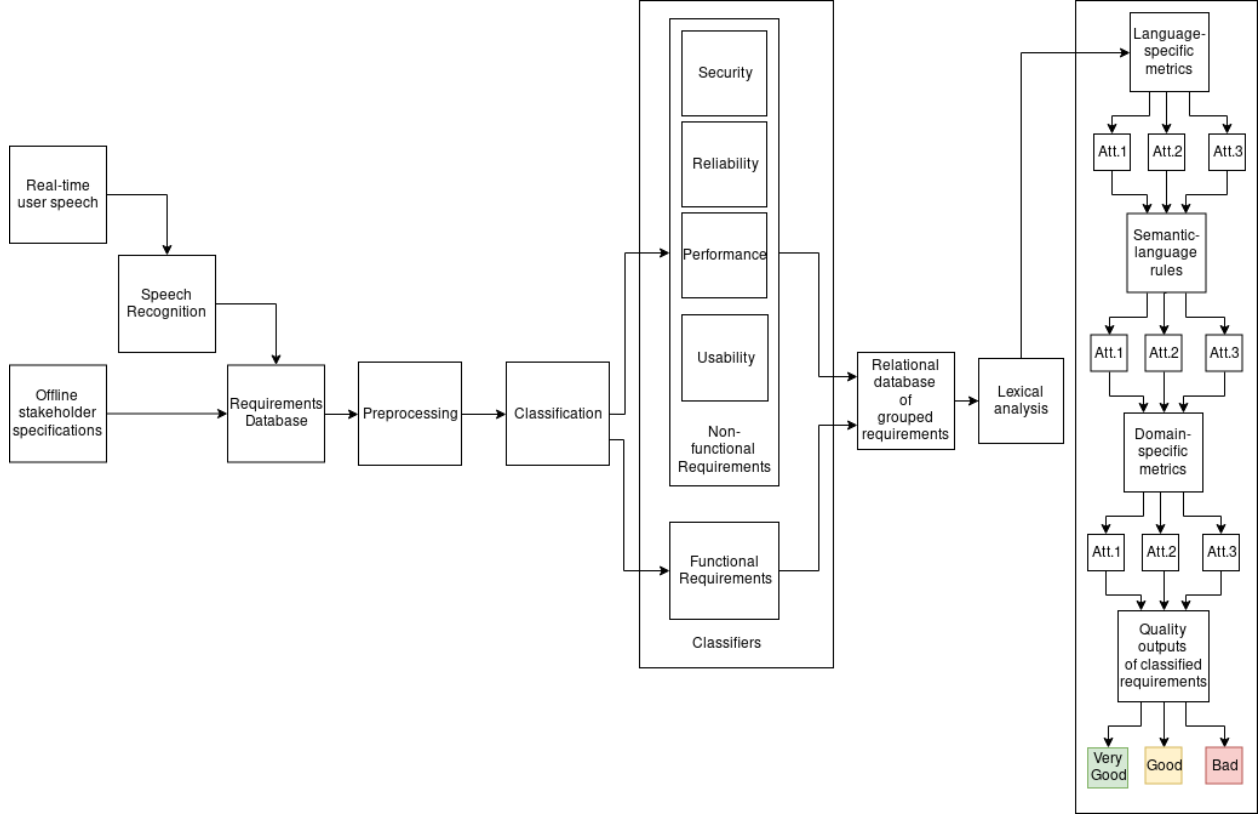 Real-time
user speech
Speech
Recognition
Offline
stakeholder
specifications
Requirements
Database
Preprocessing
Classification
Security
Reliability
Performance
Usability
Non-
functional
Requirements
Functional
Requirements
Classifiers
Relational
database
of
grouped
requirements
Lexical
analysis
Language-
specific
metrics
Att.1
Att.2
Att.3
Semantic-
language
rules
Att.1
Att.2
Att.3
Domain-
specific
metrics
Att.1
Att.2
Att.3
Quality
outputs
of classified
requirements
Very
Good
Good
Bad